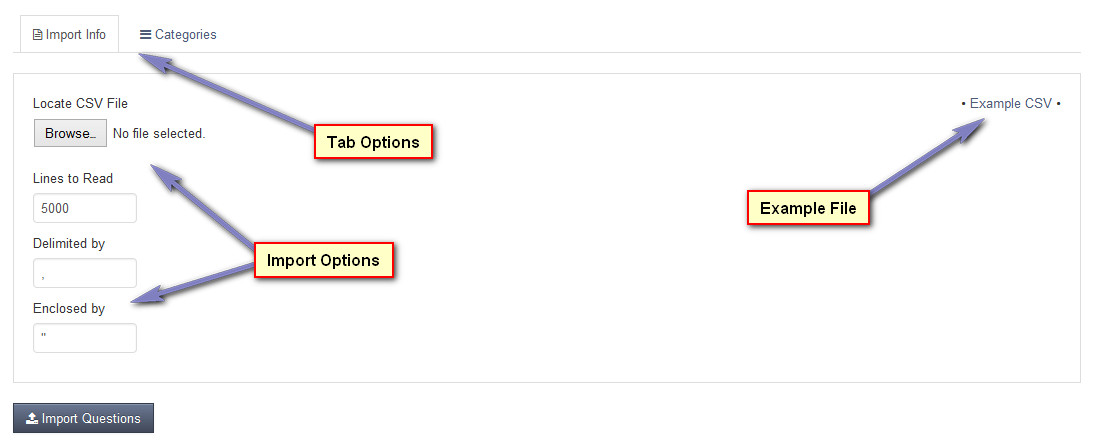 Import Info
Categories
Locate CSV File
• Example CSV •
Browse...
No file selected.
Tab Options
Lines to Read
5000
Example File
Delimited by
Import Options
,
Enclosed by
"
Import Questions